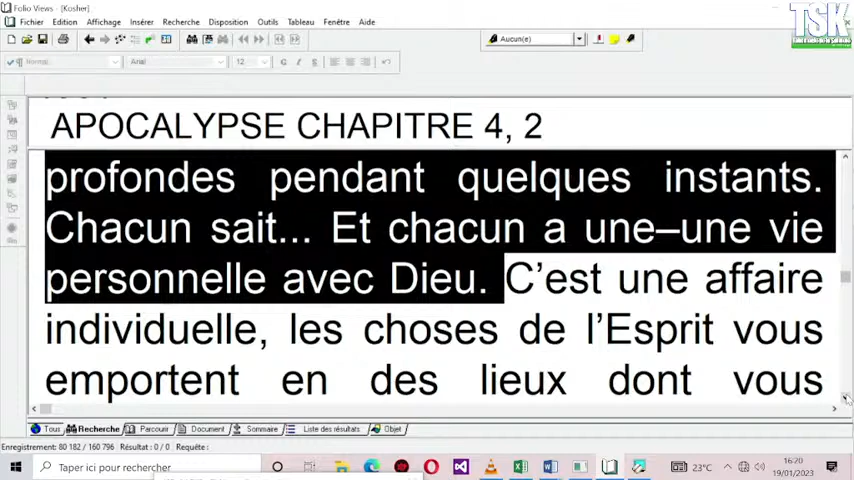 Folio Views - [Kosher]
Fichier Edition Affichage Insérer Recherche Disposition Outils Tableau Fenêtre Aide
TSK
Aucun(e)
Normal Arial 12 G I S
APOCALYPSE CHAPITRE 4, 2
profondes pendant quelques instants.
Chacun sait... Et chacun a une–une vie
personnelle avec Dieu. C'est une affaire
individuelle, les choses de l'Esprit vous
emportent en des lieux dont vous
Tous Recherche Parcourir Document Sommaire Liste des résultats Objet
Enregistrement: 80 182 / 160 796 Résultat : 0 / 0 Requête :
Taper ici pour rechercher
23°C
16:20
19/01/2023